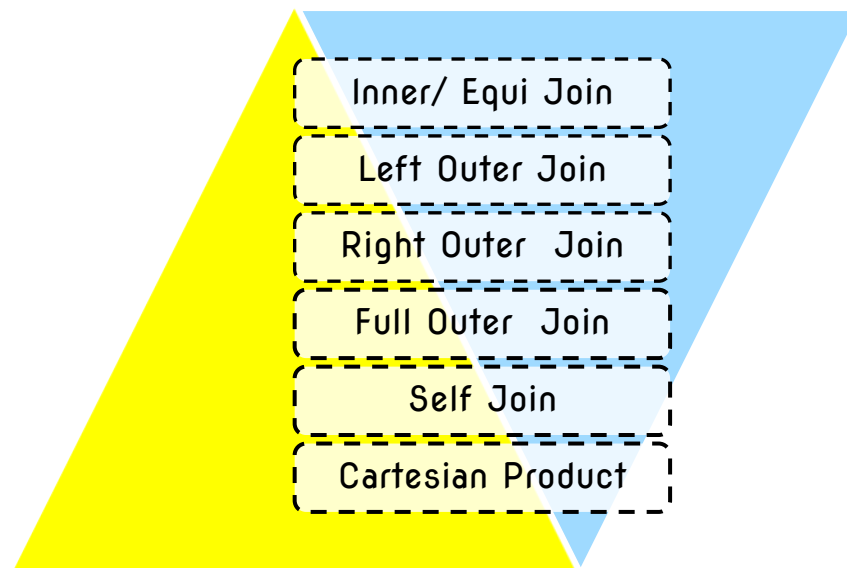 Inner/ Equi Join
Left Outer Join
Right Outer Join
Full Outer Join
Self Join
Cartesian Product